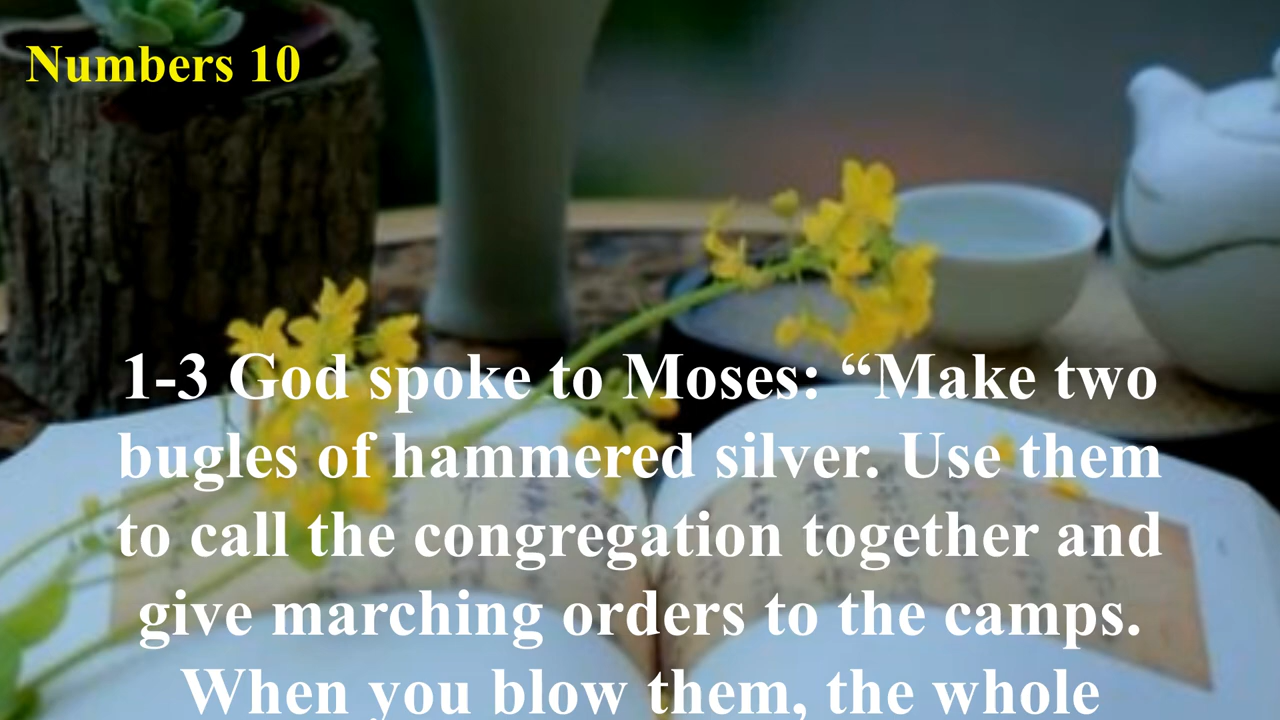 Numbers 10
1-3 God spoke to Moses: “Make two
bugles of hammered silver. Use them
to call the congregation together and
give marching orders to the camps.
When you blow them, the whole